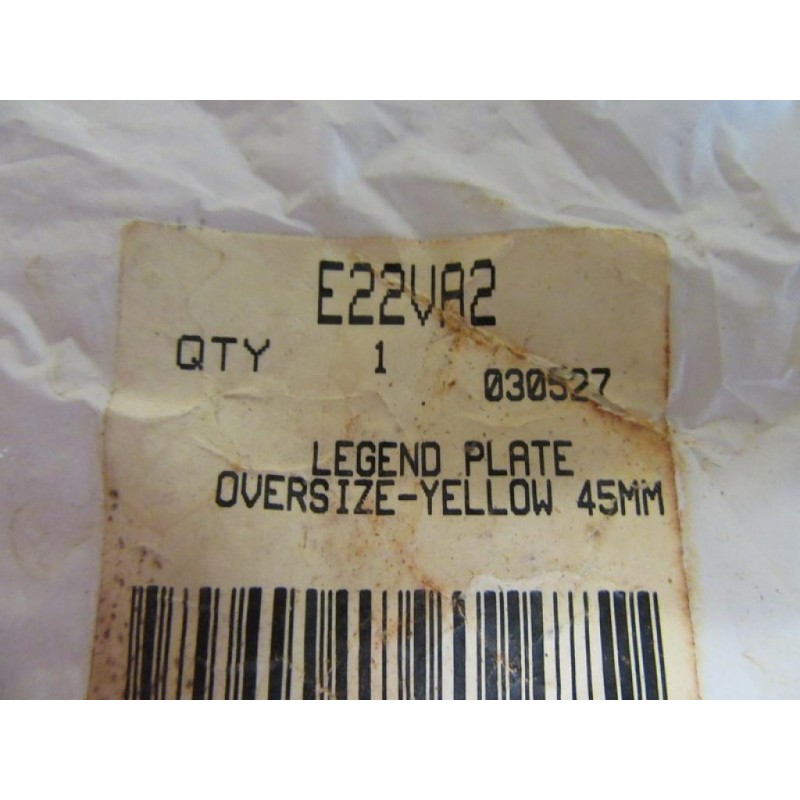 E22VA2
QTY 1
030527
LEGEND PLATE
OVERSIZE-YELLOW 45MM